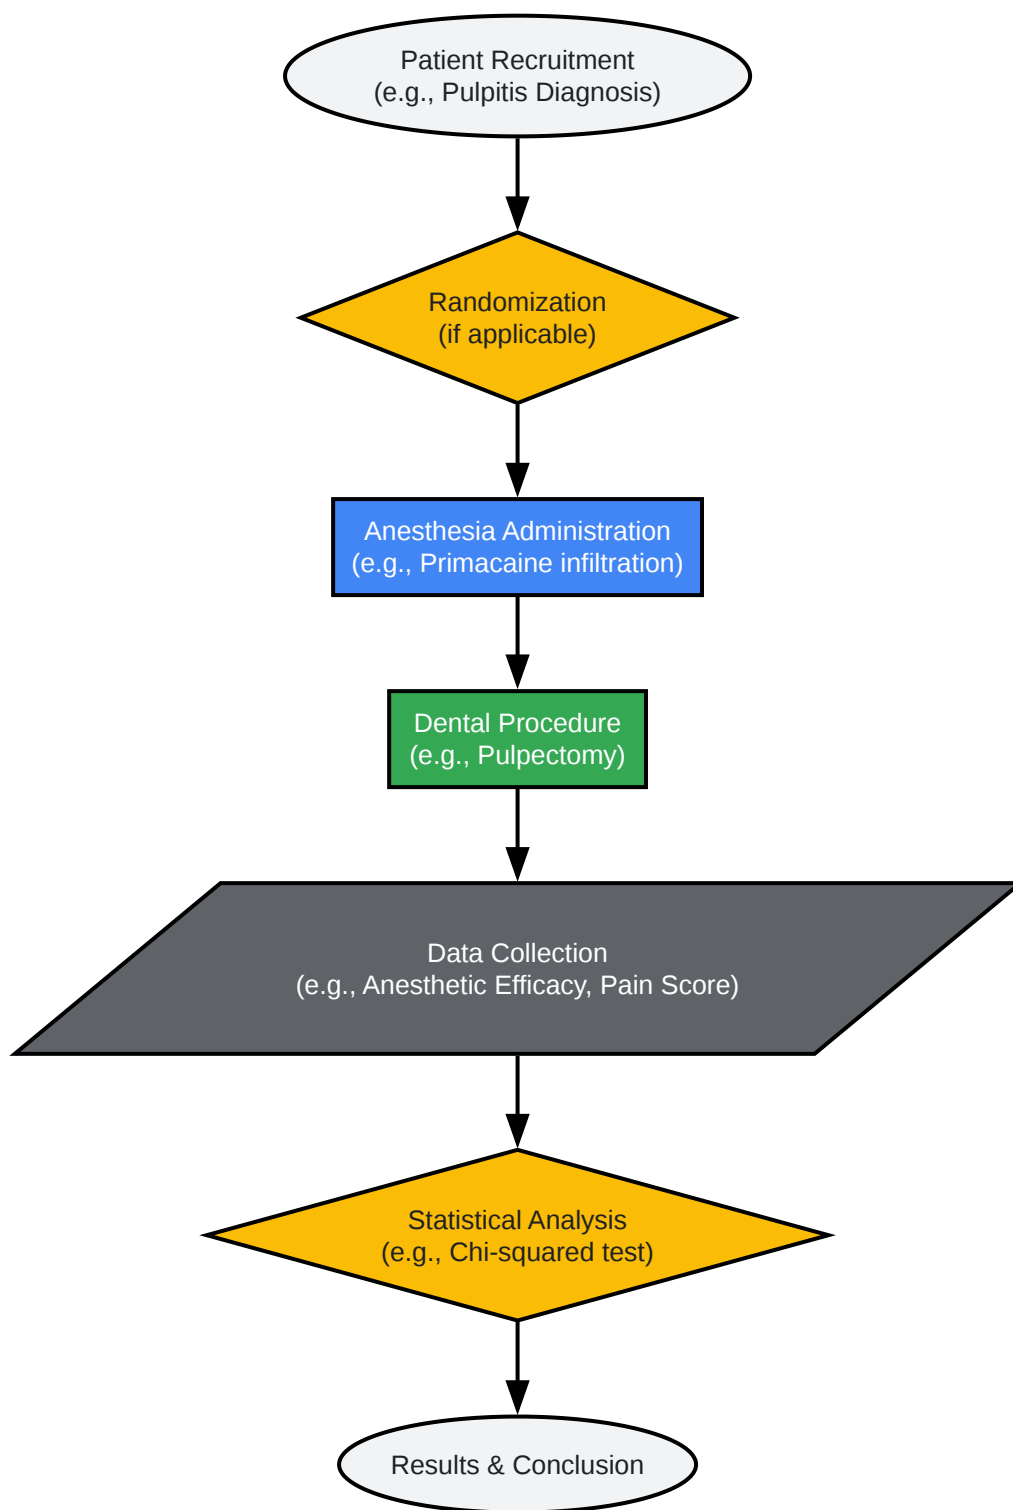 Patient Recruitment
(e.g., Pulpitis Diagnosis)
Randomization
(if applicable)
Anesthesia Administration
(e.g., Primacaine infiltration)
Dental Procedure
(e.g., Pulpectomy)
Data Collection
(e.g., Anesthetic Efficacy, Pain Score)
Statistical Analysis
(e.g., Chi-squared test)
Results & Conclusion